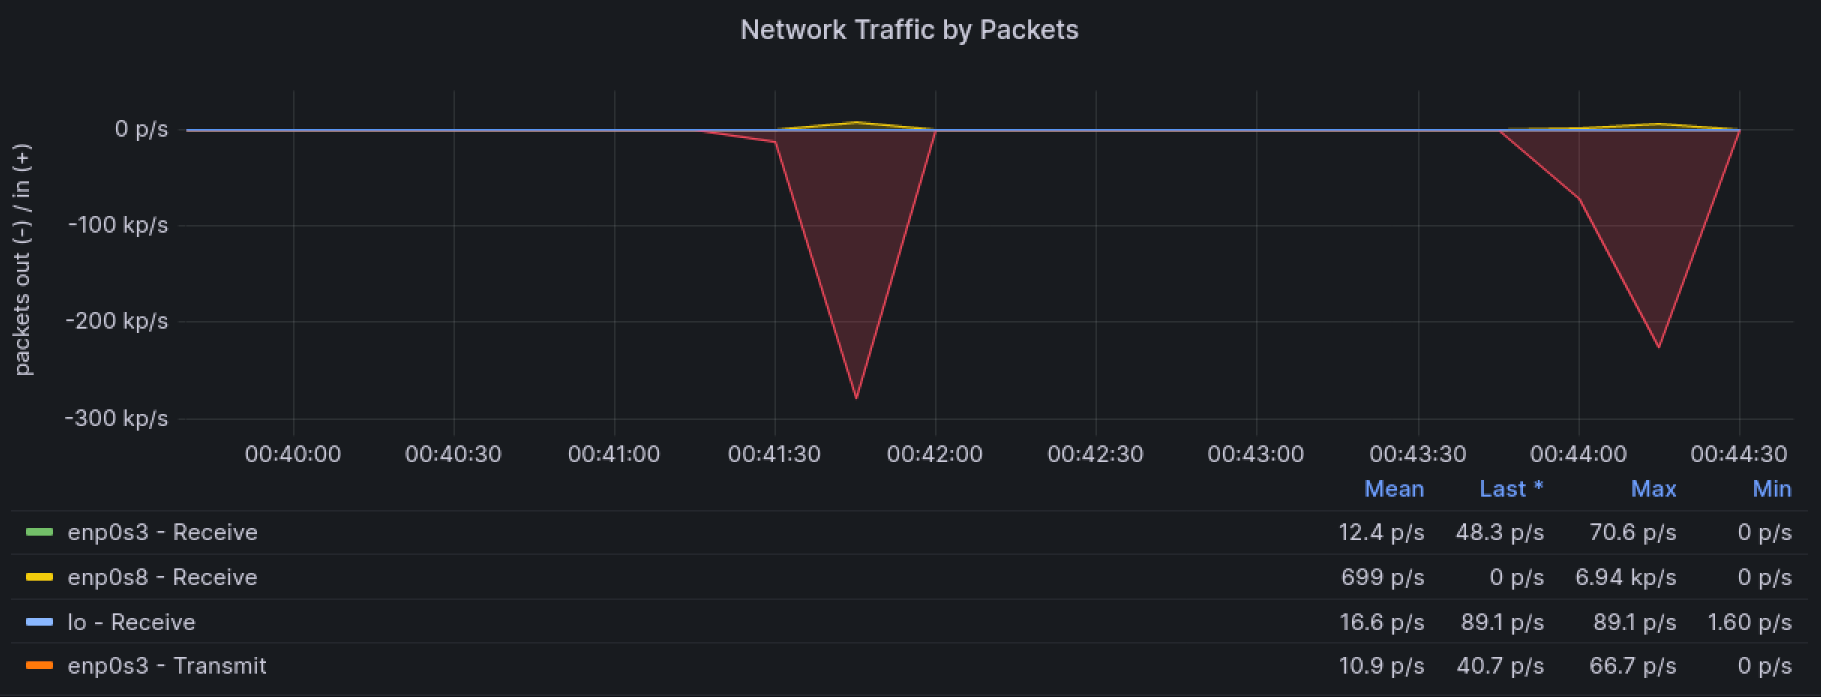 Network Traffic by Packets
packets out (-) / in (+)
0 p/s
-100 kp/s
-200 kp/s
-300 kp/s
00:40:00 00:40:30 00:41:00 00:41:30 00:42:00 00:42:30 00:43:00 00:43:30 00:44:00 00:44:30
Mean Last * Max Min
enp0s3 - Receive 12.4 p/s 48.3 p/s 70.6 p/s 0 p/s
enp0s8 - Receive 699 p/s 0 p/s 6.94 kp/s 0 p/s
lo - Receive 16.6 p/s 89.1 p/s 89.1 p/s 1.60 p/s
enp0s3 - Transmit 10.9 p/s 40.7 p/s 66.7 p/s 0 p/s